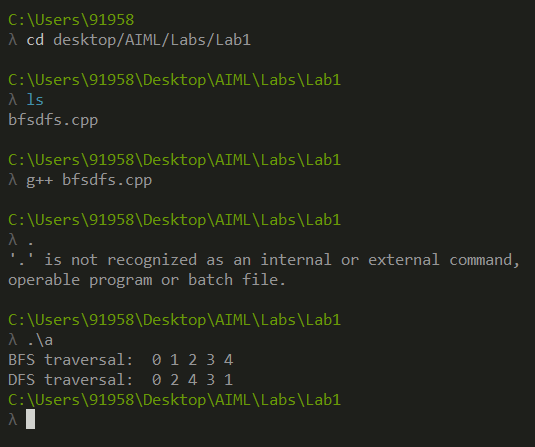 C:\Users\91958
λ cd desktop/AIML/Labs/Lab1
C:\Users\91958\Desktop\AIML\Labs\Lab1
λ ls
bfsdfs.cpp
C:\Users\91958\Desktop\AIML\Labs\Lab1
λ g++ bfsdfs.cpp
C:\Users\91958\Desktop\AIML\Labs\Lab1
λ .
'.' is not recognized as an internal or external command,
operable program or batch file.
C:\Users\91958\Desktop\AIML\Labs\Lab1
λ .\a
BFS traversal:  0 1 2 3 4
DFS traversal:  0 2 4 3 1
C:\Users\91958\Desktop\AIML\Labs\Lab1
λ